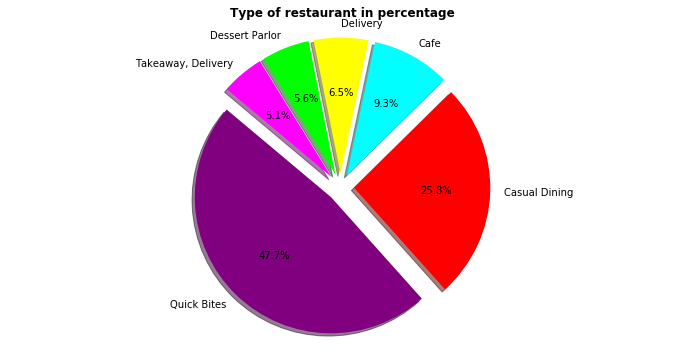 Type of restaurant in percentage
Delivery
Dessert Parlor
Cafe
Takeaway, Delivery
6.5%
5.6%
9.3%
5.1%
25.8%
Casual Dining
47.7%
Quick Bites